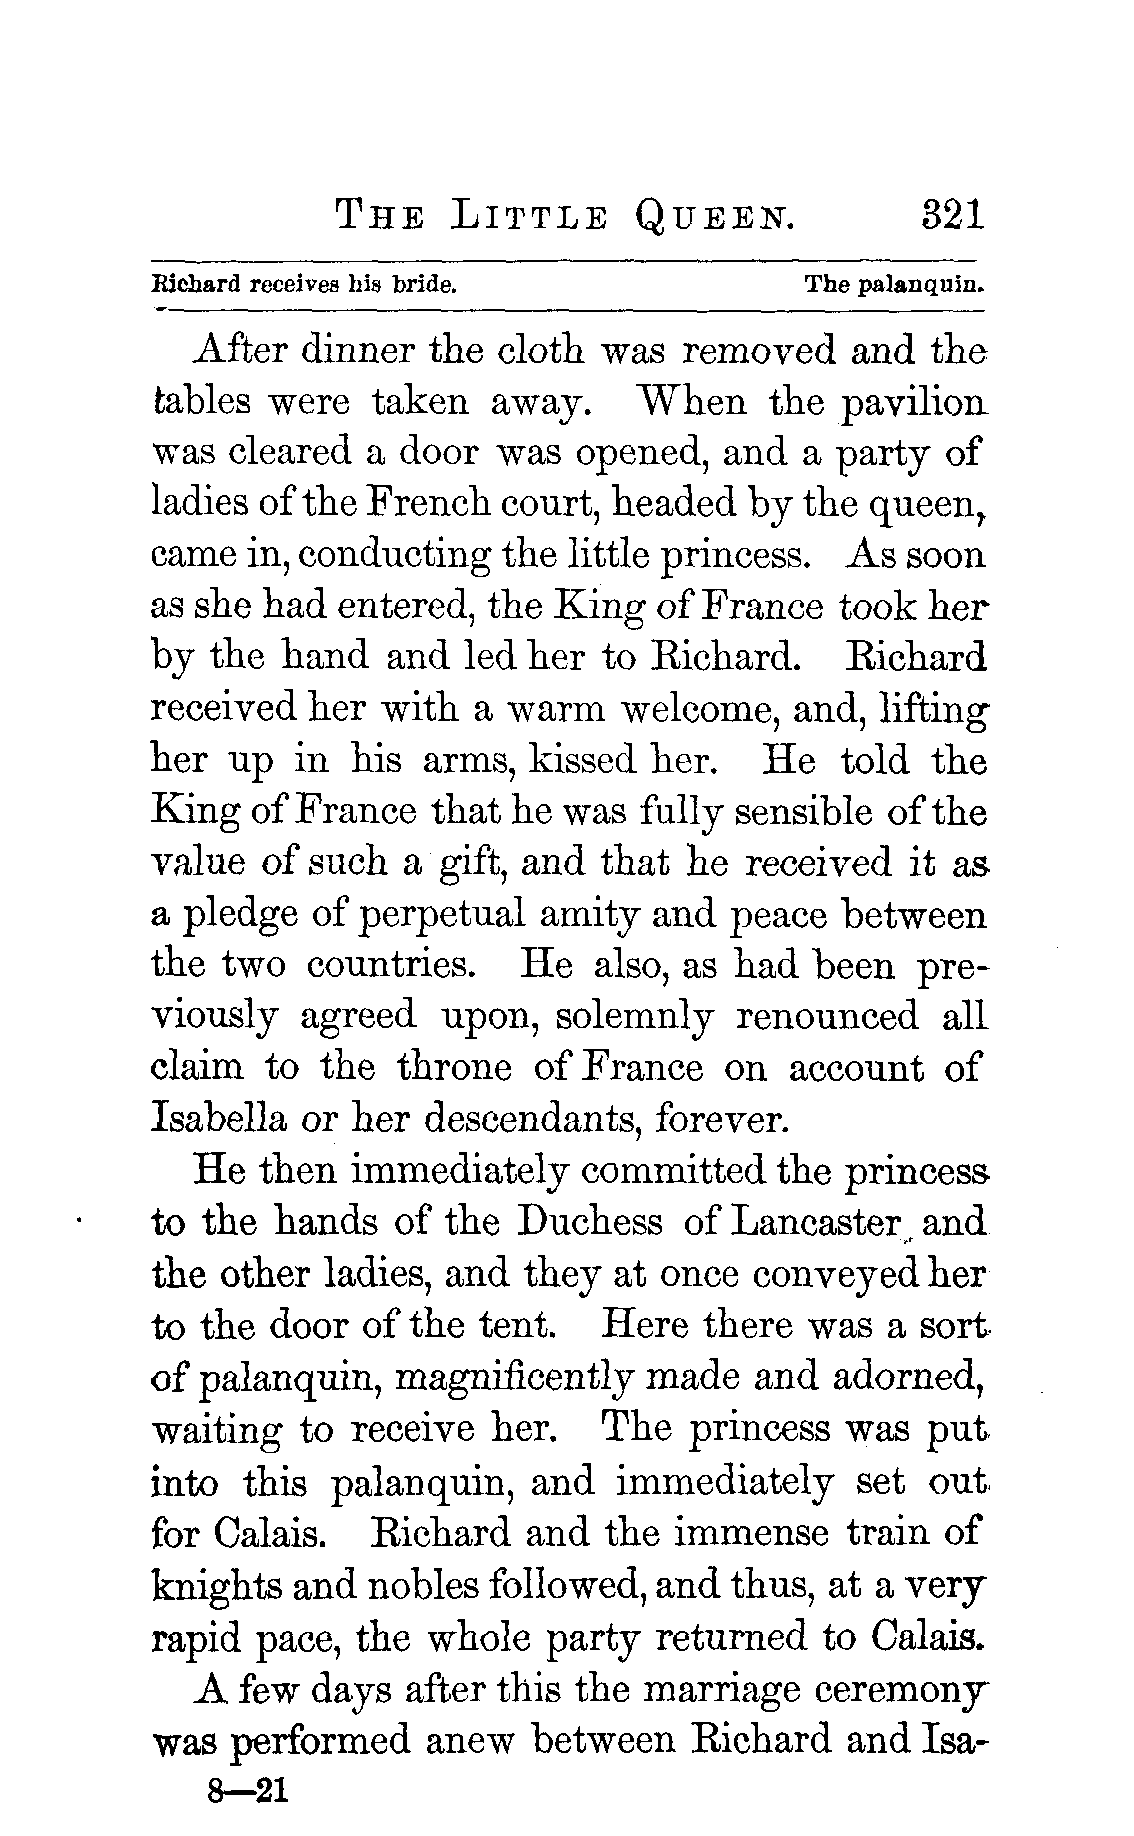 THE LITTLE QUEEN. 321
Richard receives his bride. The palanquin.
After dinner the cloth was removed and the
tables were taken away. When the pavilion
was cleared a door was opened, and a party of
ladies of the French court, headed by the queen,
came in, conducting the little princess. As soon
as she had entered, the King of France took her
by the hand and led her to Richard. Richard
received her with a warm welcome, and, lifting
her up in his arms, kissed her. He told the
King of France that he was fully sensible of the
value of such a gift, and that he received it as
a pledge of perpetual amity and peace between
the two countries. He also, as had been pre-
viously agreed upon, solemnly renounced all
claim to the throne of France on account of
Isabella or her descendants, forever.
He then immediately committed the princess
to the hands of the Duchess of Lancaster and
the other ladies, and they at once conveyed her
to the door of the tent. Here there was a sort
of palanquin, magnificently made and adorned,
waiting to receive her. The princess was put
into this palanquin, and immediately set out
for Calais. Richard and the immense train of
knights and nobles followed, and thus, at a very
rapid pace, the whole party returned to Calais.
A few days after this the marriage ceremony
was performed anew between Richard and Isa-
8—21